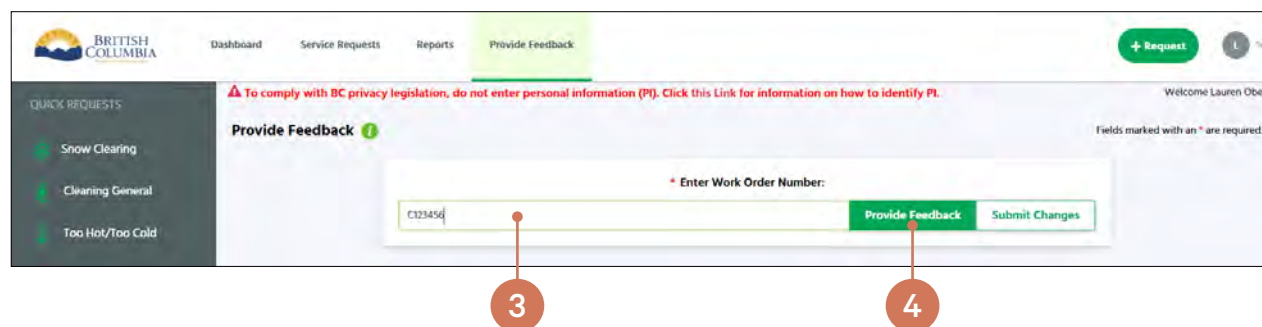 BRITISH
COLUMBIA
Dashboard Service Requests Reports Provide Feedback
+ Request
L
QUICK REQUESTS
To comply with BC privacy legislation, do not enter personal information (PI). Click this Link for information on how to identify PI.
Welcome Lauren Obe
Provide Feedback i
Fields marked with an * are required.
Snow Clearing
Cleaning General
Too Hot/Too Cold
* Enter Work Order Number:
C123456
Provide Feedback
Submit Changes
3
4